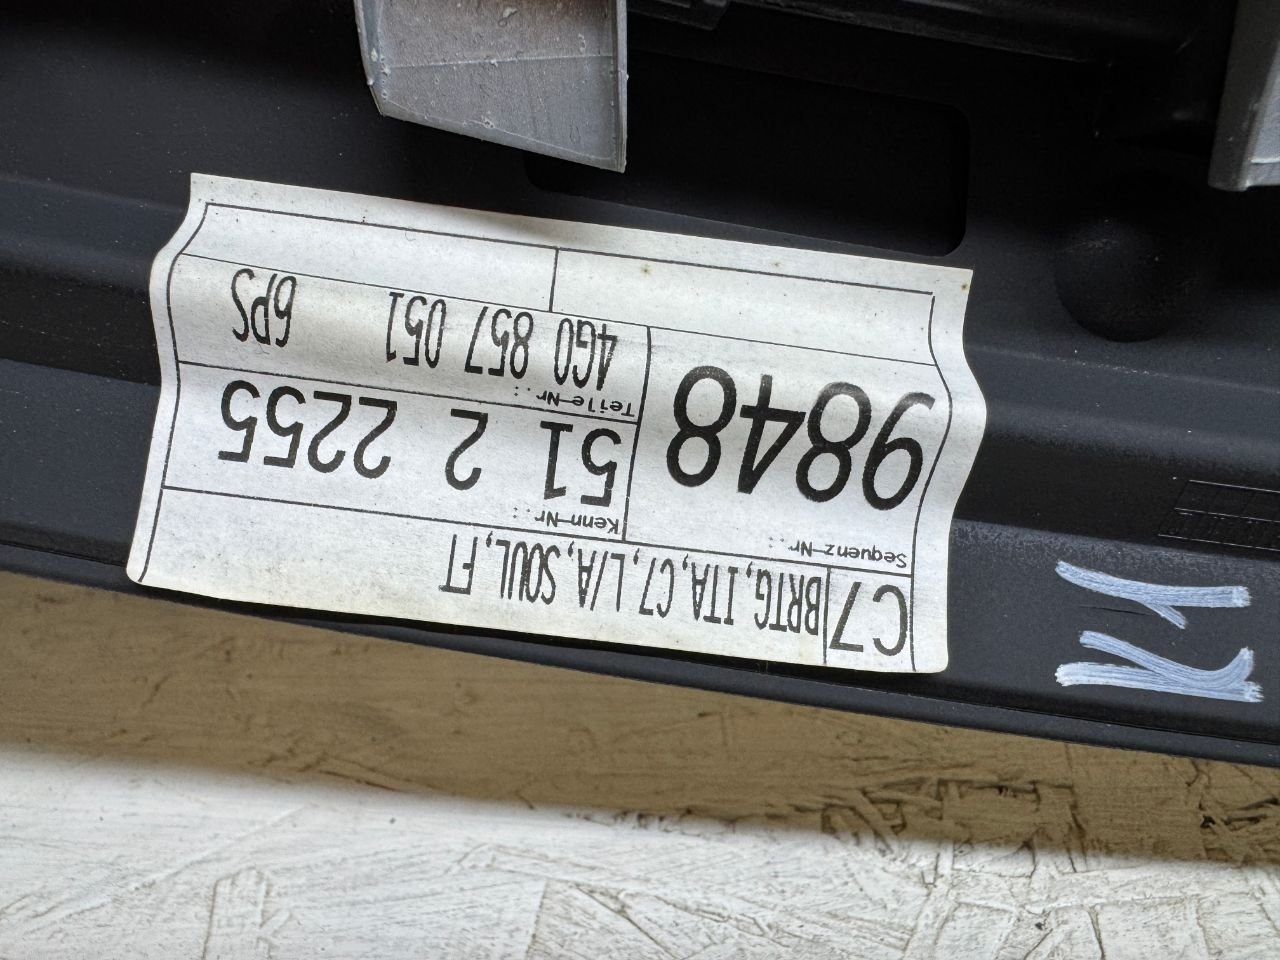 C7 BRTG,ITA,C7,L/A,SOUL,FT
Sequenz-Nr.:
9848
Kenn-Nr
51 2 2255
Teile-Nr.:
4G0 857 051 6PS